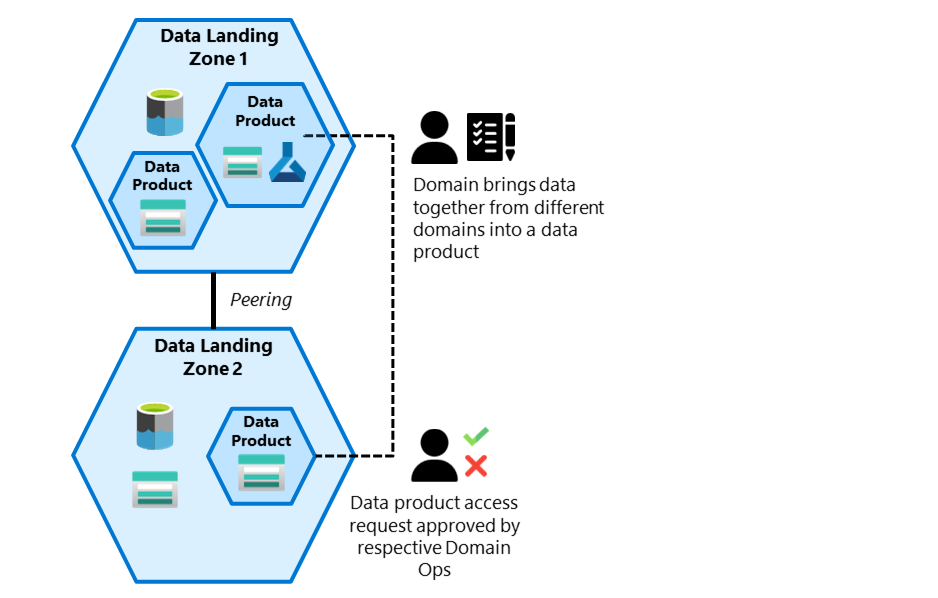 Data Landing
Zone 1
Data
Product
Data
Product
Domain brings data
together from different
domains into a data
product
Peering
Data Landing
Zone 2
Data
Product
Data product access
request approved by
respective Domain
Ops